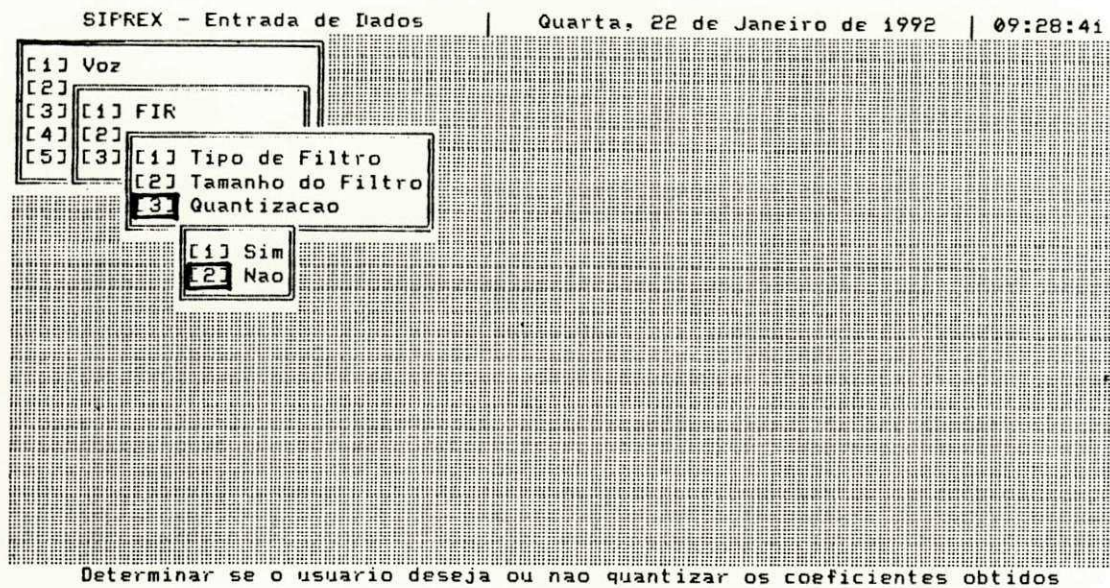 SIPREX - Entrada de Dados | Quarta, 22 de Janeiro de 1992 | 09:28:41
[1] Voz
[2]
[3] [1] FIR
[4] [2]
[5] [3] [1] Tipo de Filtro
[2] Tamanho do Filtro
[3] Quantizacao
[1] Sim
[2] Nao
Determinar se o usuario deseja ou nao quantizar os coeficientes obtidos